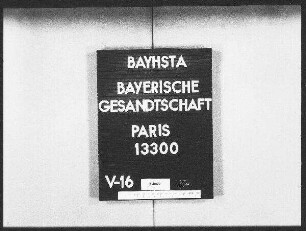 BAYHSTA
BAYERISCHE
GESANDTSCHAFT
PARIS
13300
V-16